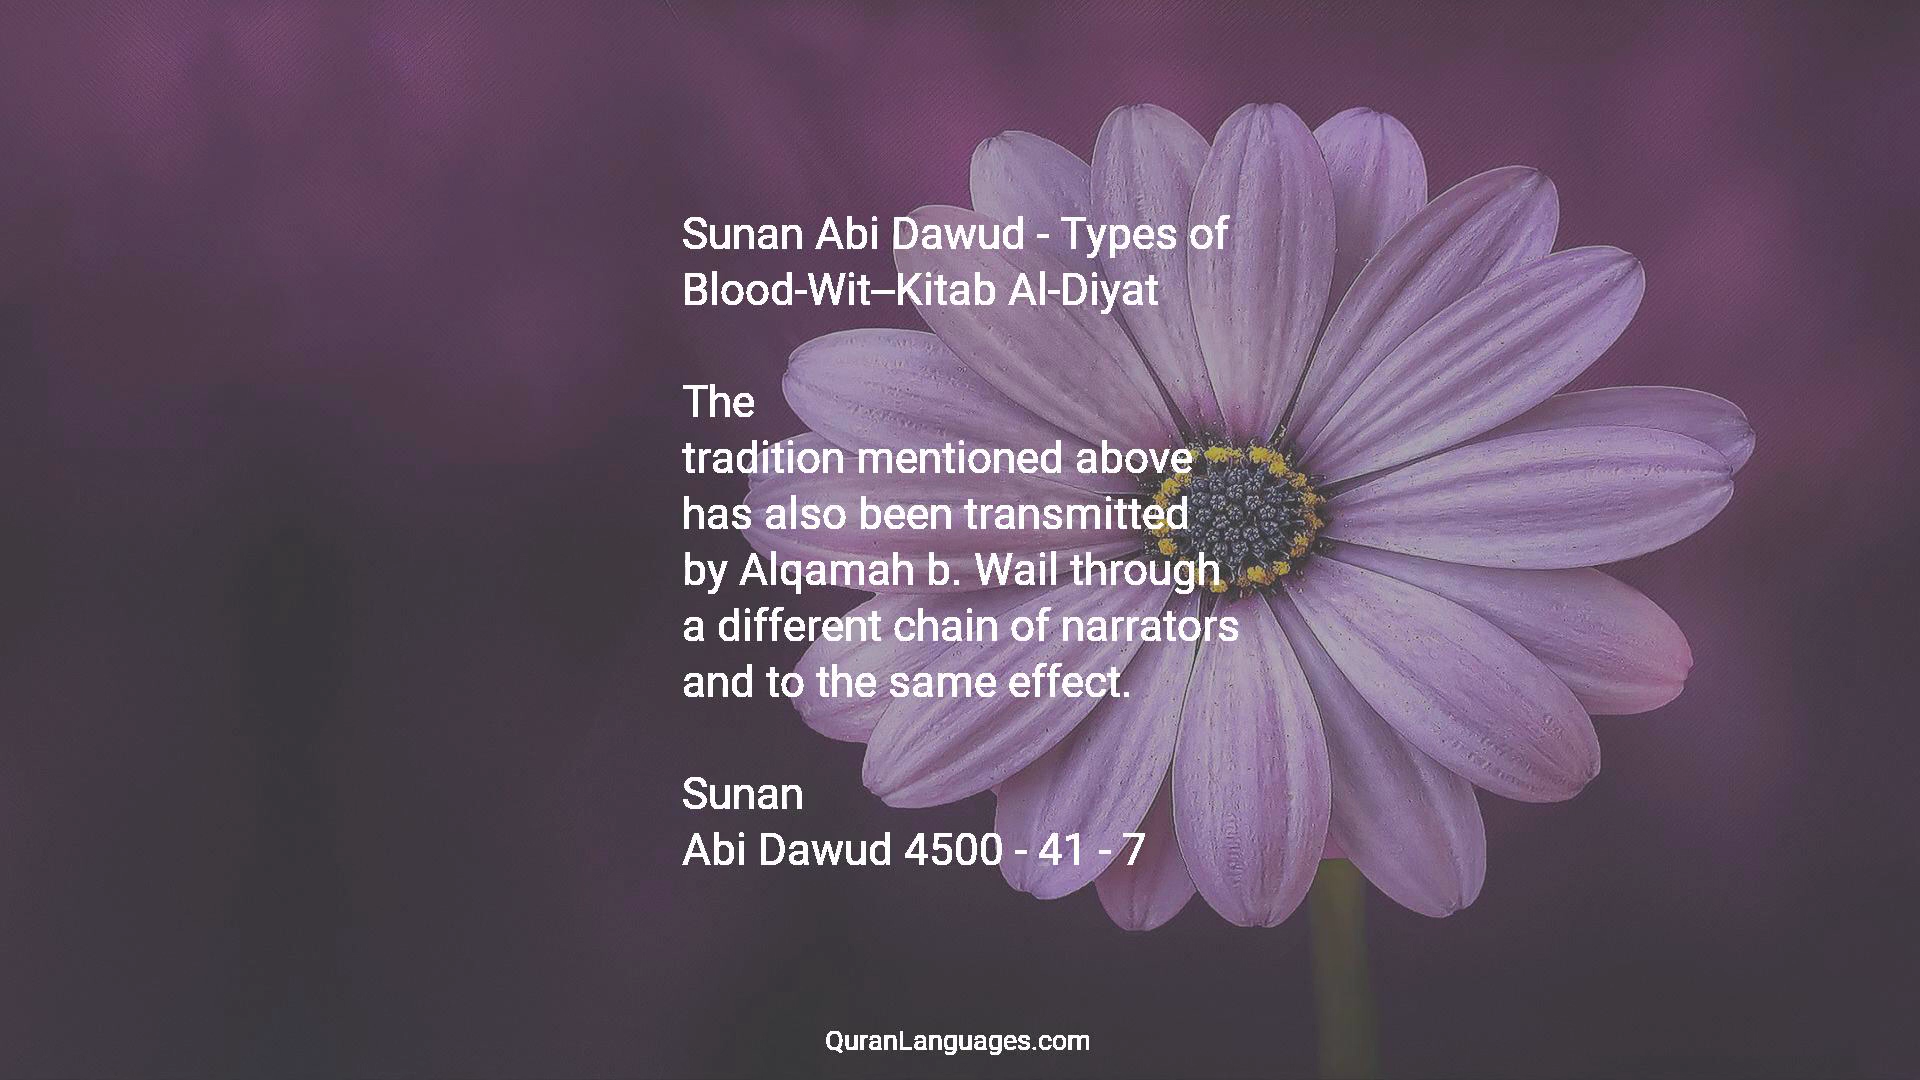 Sunan Abi Dawud - Types of
Blood-Wit–Kitab Al-Diyat
The
tradition mentioned above
has also been transmitted
by Alqamah b. Wail through
a different chain of narrators
and to the same effect.
Sunan
Abi Dawud 4500 - 41 - 7
QuranLanguages.com